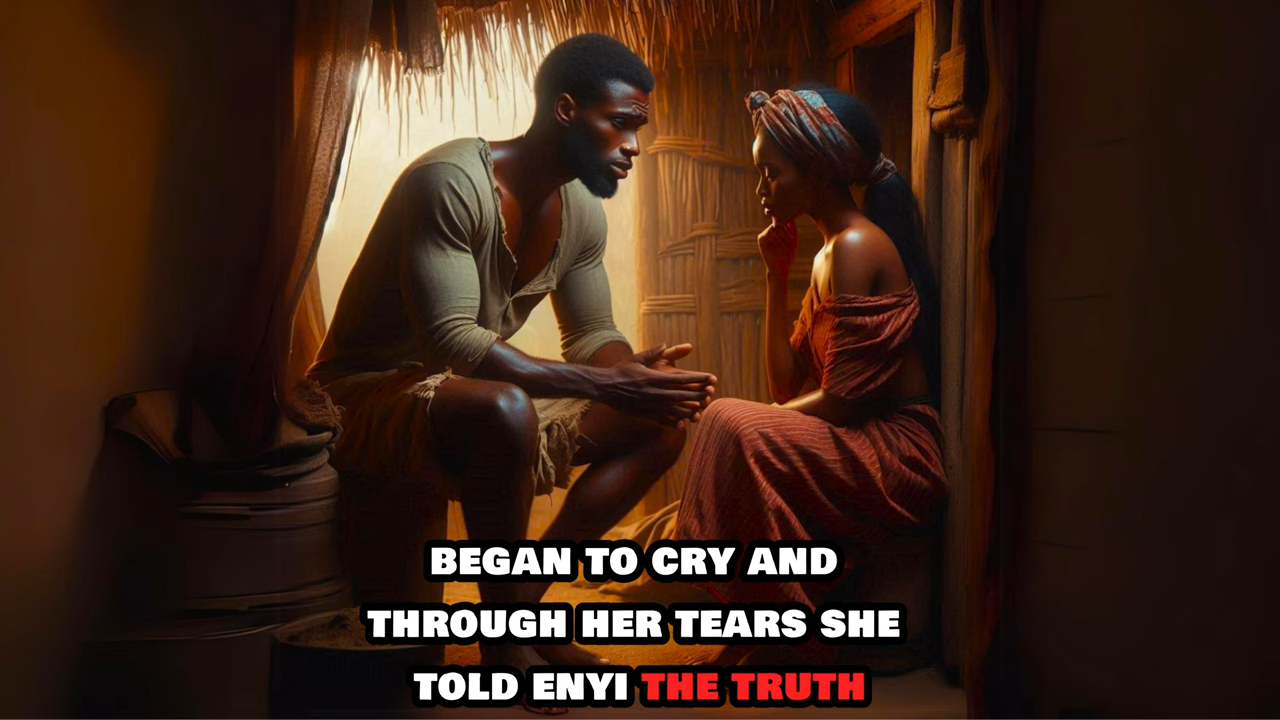 BEGAN TO CRY AND
THROUGH HER TEARS SHE
TOLD ENYI THE TRUTH